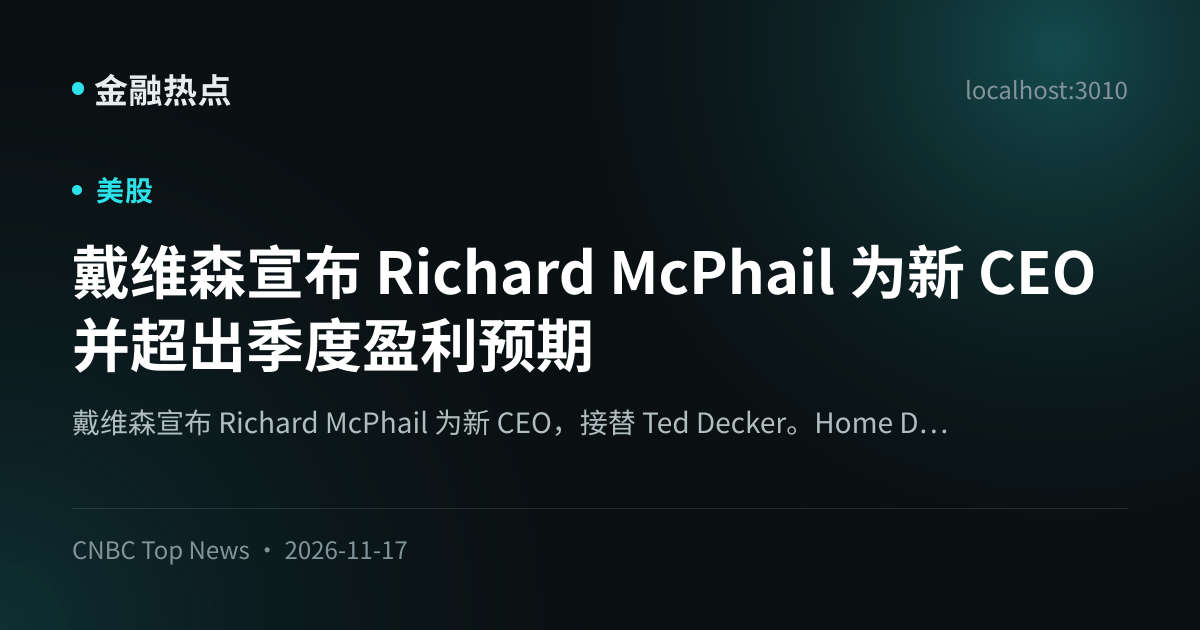 金融热点
localhost:3010
美股
戴维森宣布 Richard McPhail 为新 CEO
并超出季度盈利预期
戴维森宣布 Richard McPhail 为新 CEO，接替 Ted Decker。Home D…
CNBC Top News • 2026-11-17